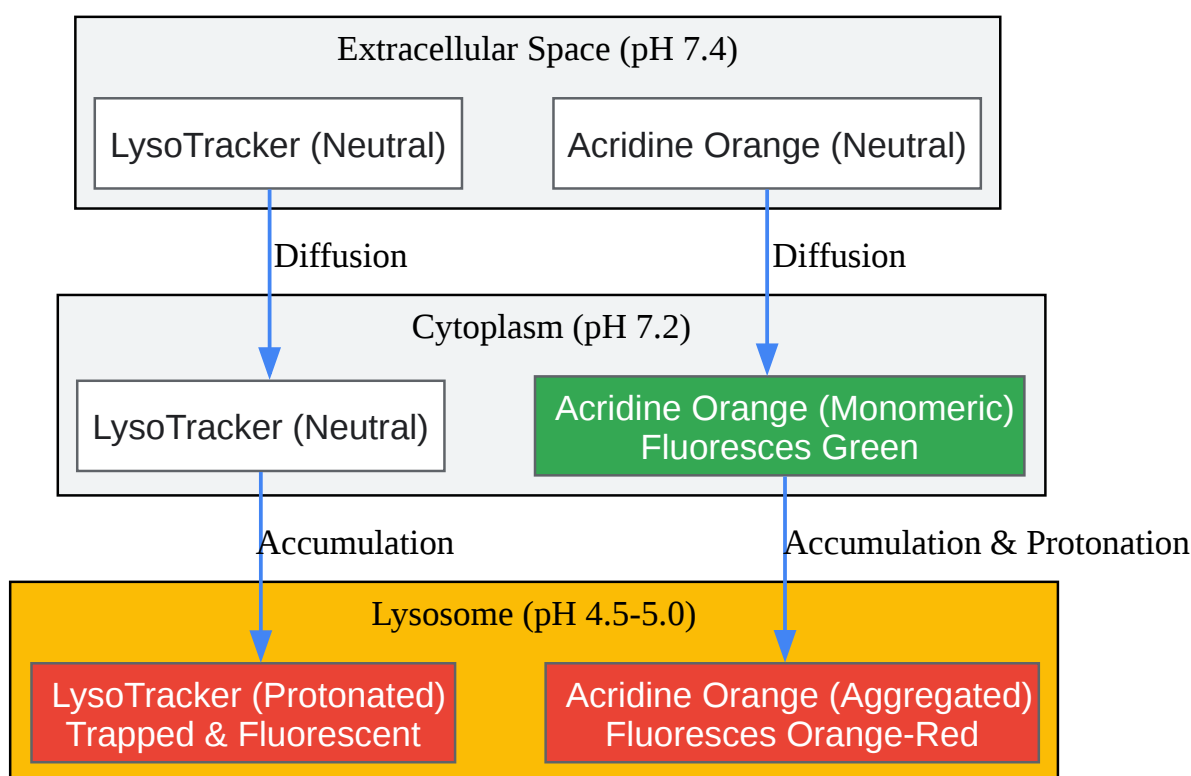 Extracellular Space (pH 7.4)
LysoTracker (Neutral)
Acridine Orange (Neutral)
Diffusion
Diffusion
Cytoplasm (pH 7.2)
LysoTracker (Neutral)
Acridine Orange (Monomeric)
Fluoresces Green
Accumulation
Accumulation & Protonation
Lysosome (pH 4.5-5.0)
LysoTracker (Protonated)
Trapped & Fluorescent
Acridine Orange (Aggregated)
Fluoresces Orange-Red